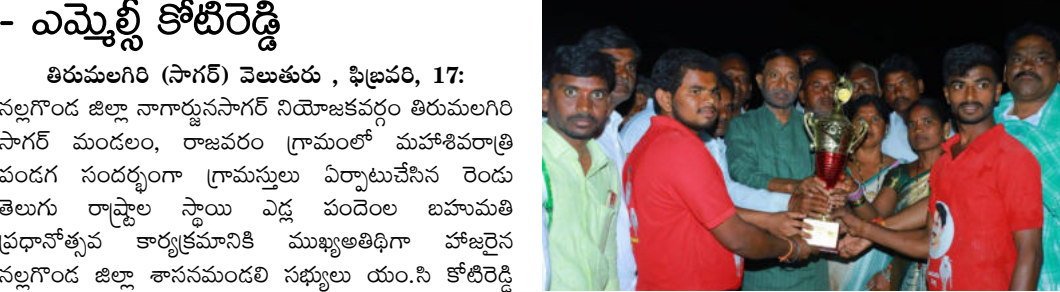 - ఎమ్మెల్సీ కోటిరెడ్డి
తిరుమలగిరి (సాగర్) వెలుతురు , ఫిబ్రవరి, 17:
నల్లగొండ జిల్లా నాగార్జునసాగర్ నియోజకవర్గం తిరుమలగిరి
సాగర్ మండలం, రాజవరం గ్రామంలో మహాశివరాత్రి
పండగ సందర్భంగా గ్రామస్తులు ఏర్పాటుచేసిన రెండు
తెలుగు రాష్ట్రాల స్థాయి ఎడ్ల పందెంల బహుమతి
ప్రధానోత్సవ కార్యక్రమానికి ముఖ్యఅతిథిగా హాజరైన
నల్లగొండ జిల్లా శాసనమండలి సభ్యులు యం.సి కోటిరెడ్డి